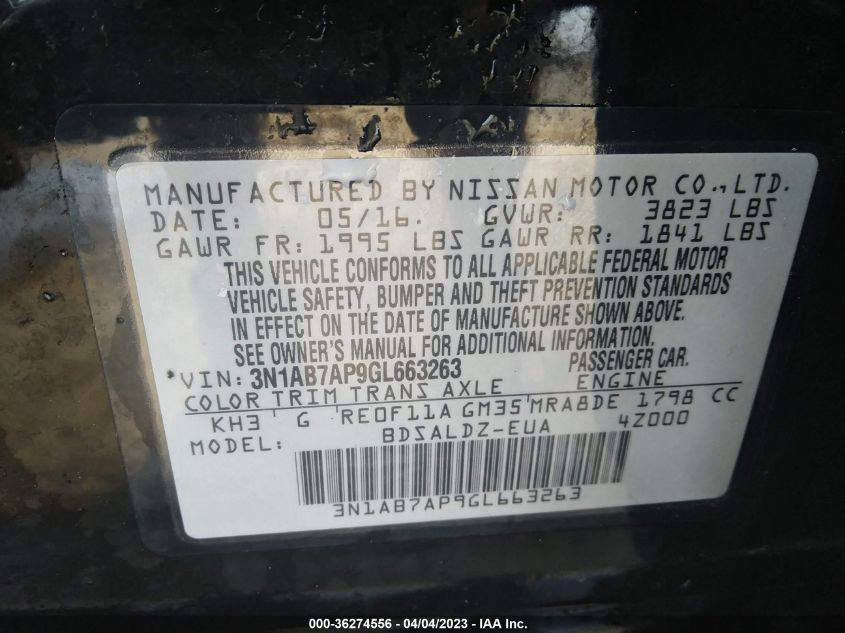 MANUFACTURED BY NISSAN MOTOR CO., LTD.
DATE: 05/16. GVWR: 3823 LBS
GAWR FR: 1995 LBS GAWR RR: 1841 LBS
THIS VEHICLE CONFORMS TO ALL APPLICABLE FEDERAL MOTOR
VEHICLE SAFETY, BUMPER AND THEFT PREVENTION STANDARDS
IN EFFECT ON THE DATE OF MANUFACTURE SHOWN ABOVE.
SEE OWNER'S MANUAL FOR ADDITIONAL INFORMATION.
*VIN: 3N1AB7AP9GL663263 PASSENGER CAR.
COLOR TRIM TRANS AXLE ENGINE
KH3 G RE0F11A GM35 MRA8DE 1798 CC
MODEL: BDSALDZ-EUA 4Z000
3N1AB7AP9GL663263
000-36274556 - 04/04/2023 - IAA Inc.